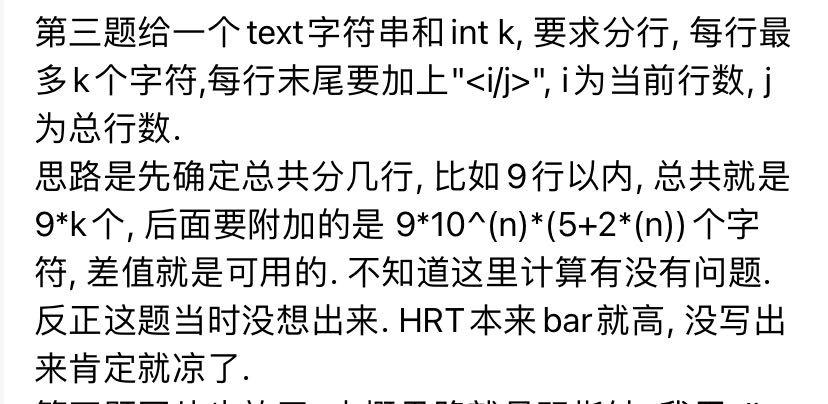 第三题给一个text字符串和int k, 要求分行, 每行最
多k个字符,每行末尾要加上"<i/j>", i为当前行数, j
为总行数.
思路是先确定总共分几行, 比如9行以内, 总共就是
9*k个, 后面要附加的是 9*10^(n)*(5+2*(n))个字
符, 差值就是可用的. 不知道这里计算有没有问题.
反正这题当时没想出来. HRT本来bar就高, 没写出
来肯定就凉了.